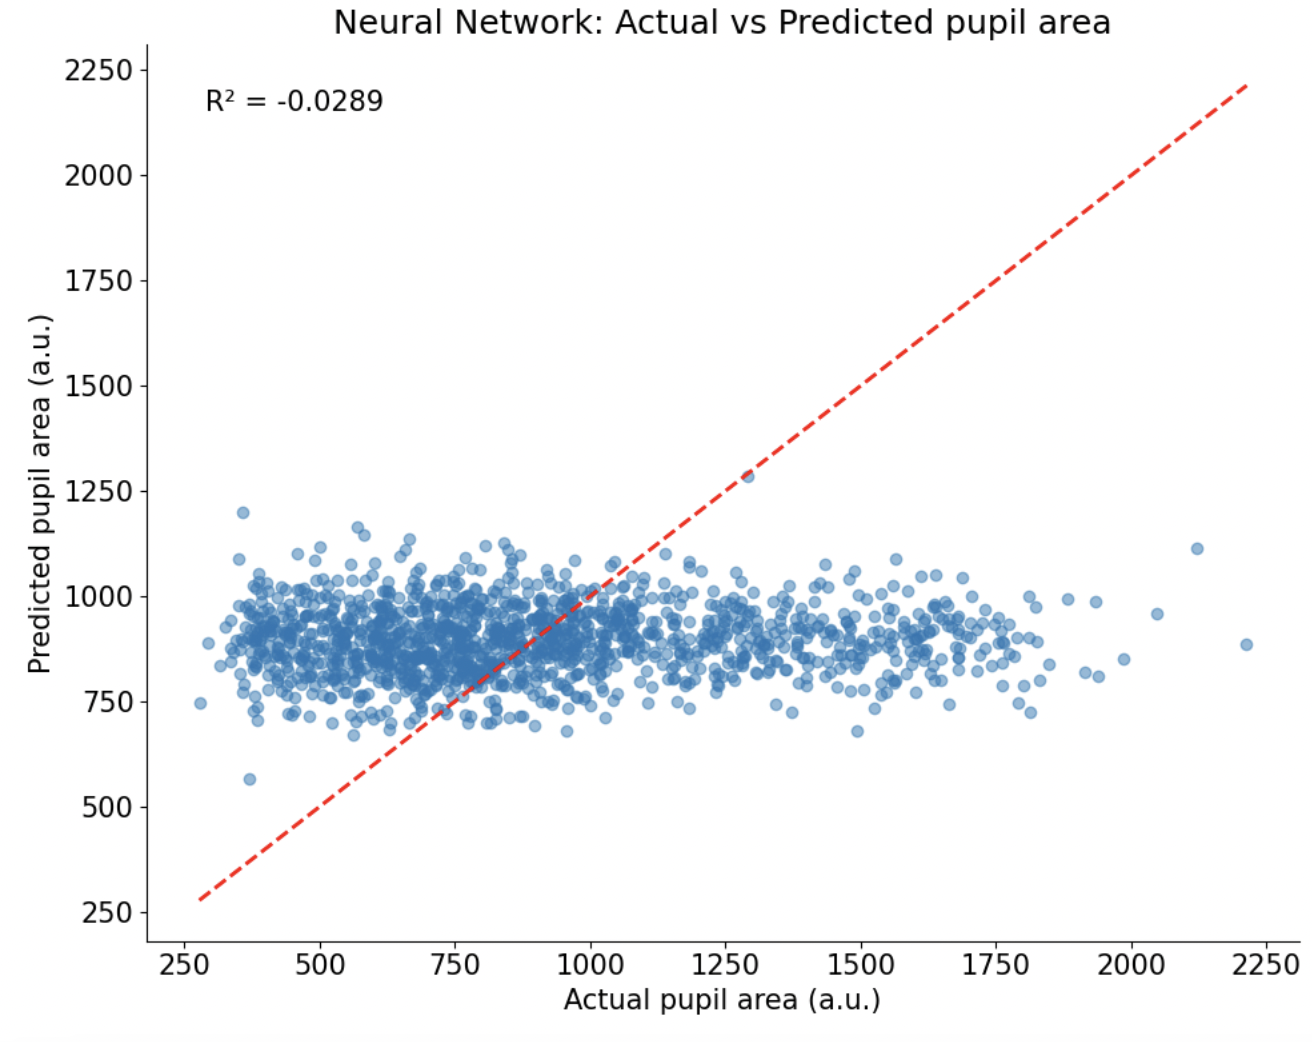 Neural Network: Actual vs Predicted pupil area
R² = -0.0289
Predicted pupil area (a.u.)
2250
2000
1750
1500
1250
1000
750
500
250
250 500 750 1000 1250 1500 1750 2000 2250
Actual pupil area (a.u.)